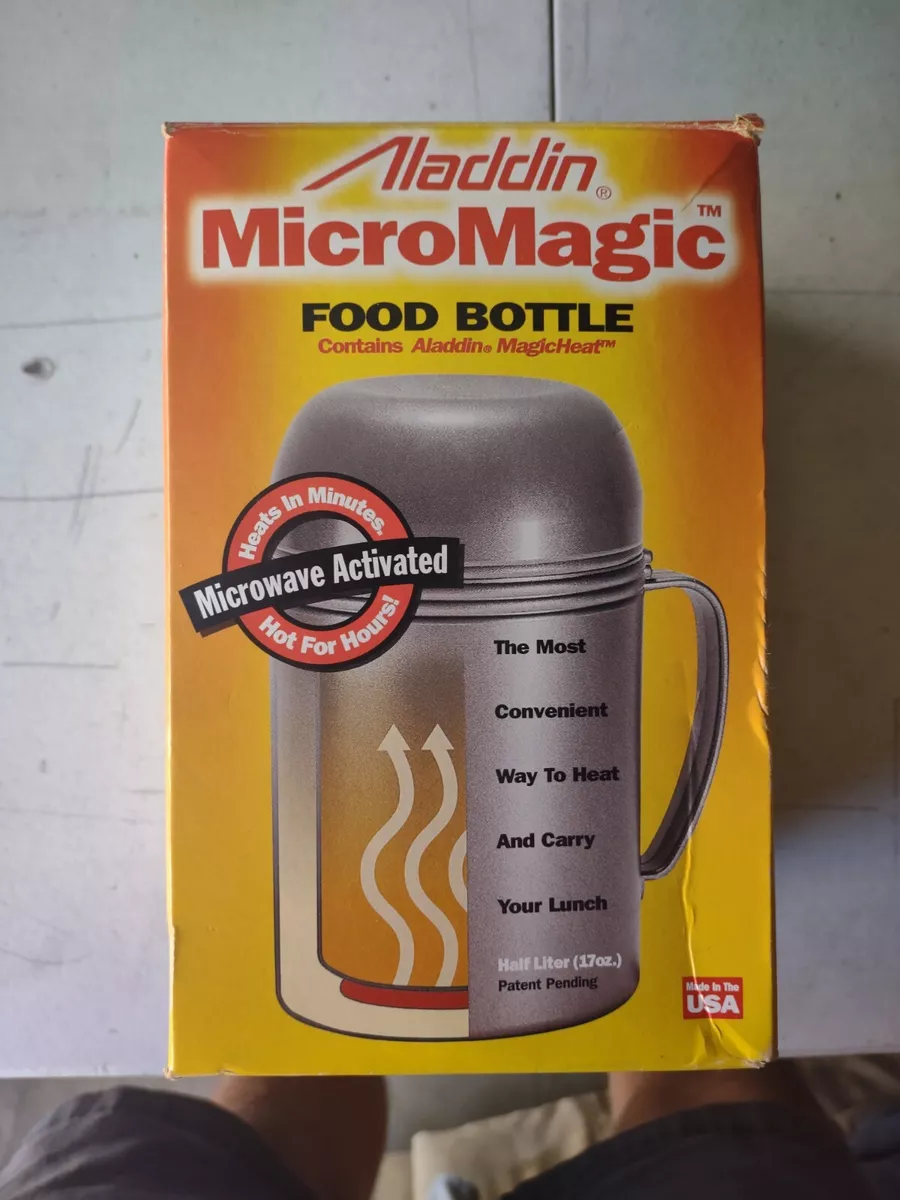 Aladdin®
MicroMagic™
FOOD BOTTLE
Contains Aladdin® MagicHeat™
Heats In Minutes.
Microwave Activated
Hot For Hours!
The Most
Convenient
Way To Heat
And Carry
Your Lunch
Half Liter (17oz.)
Patent Pending
Made In The
USA